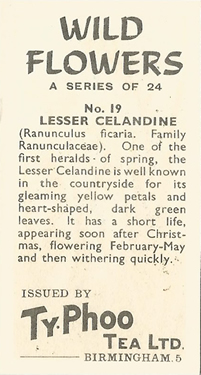 WILD
FLOWERS
A SERIES OF 24
No. 19
LESSER CELANDINE
(Ranunculus ficaria. Family
Ranunculaceae). One of the
first heralds of spring, the
Lesser Celandine is well known
in the countryside for its
gleaming yellow petals and
heart-shaped, dark green
leaves. It has a short life,
appearing soon after Christ-
mas, flowering February-May
and then withering quickly.
ISSUED BY
TY.PHOO
TEA LTD.
BIRMINGHAM. 5